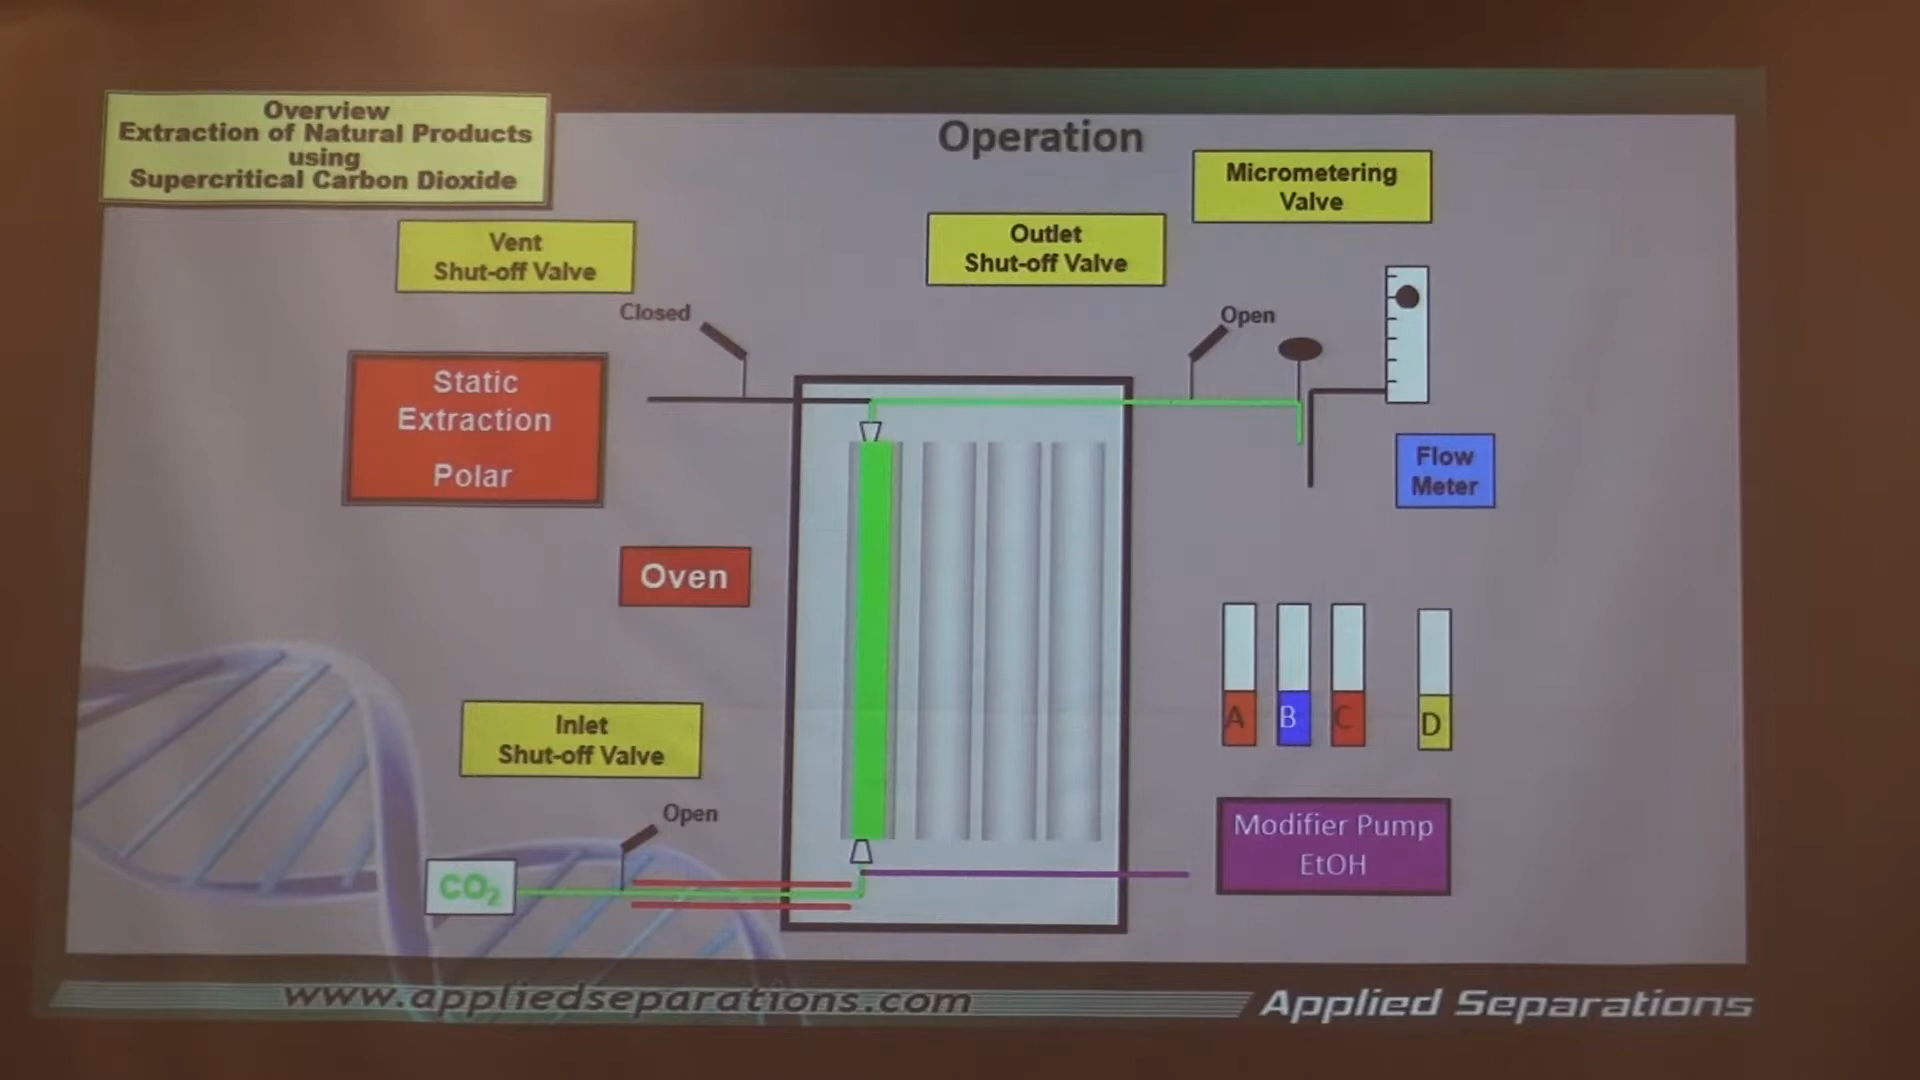 Overview
Extraction of Natural Products
using
Supercritical Carbon Dioxide
Operation
Micrometering
Valve
Outlet
Shut-off Valve
Vent
Shut-off Valve
Closed
Open
Static
Extraction
Polar
Flow
Meter
Oven
A B C D
Inlet
Shut-off Valve
Open
Modifier Pump
EtOH
CO₂
www.appliedseparations.com
Applied Separations